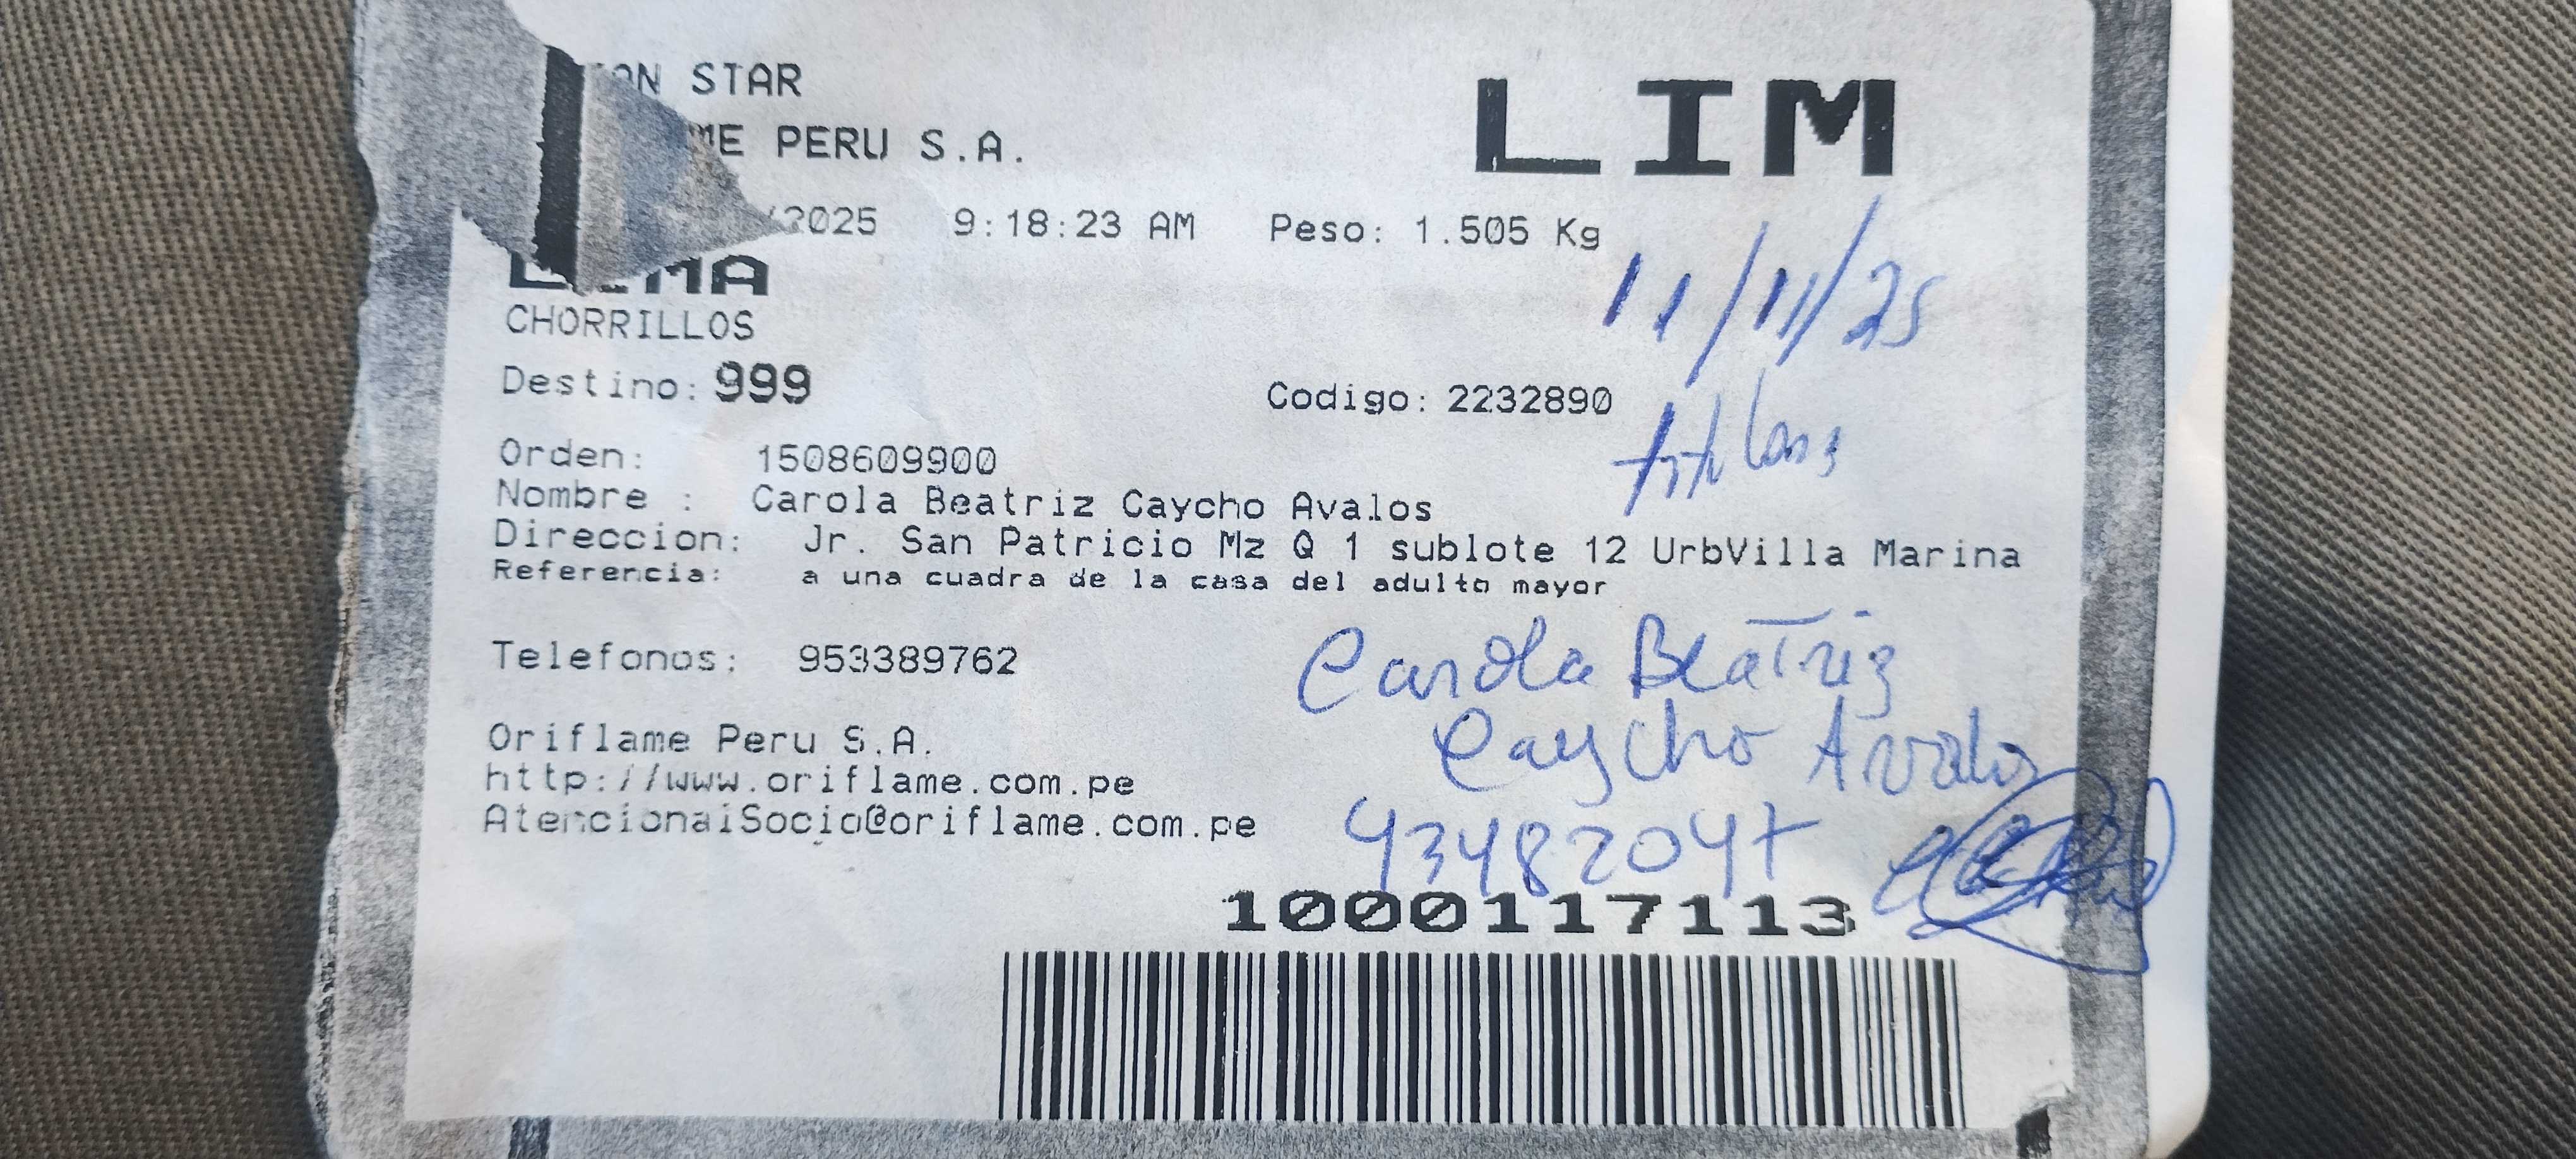 STAR
PERU S.A.
LIM
2025 9:18:23 AM Peso: 1.505 Kg
LIMA
11/11/25
CHORRILLOS
Destino: 999
Codigo: 2232890
Orden: 1508609900
Nombre : Carola Beatriz Caycho Avalos
Direccion: Jr. San Patricio Mz Q 1 sublote 12 UrbVilla Marina
Referencia: a una cuadra de la casa del adulto mayor
Telefonos: 953389762
Carola Beatriz
Caycho Avalos
Oriflame Peru S.A.
http://www.oriflame.com.pe
AtencionalSocio@oriflame.com.pe
43482047
1000117113